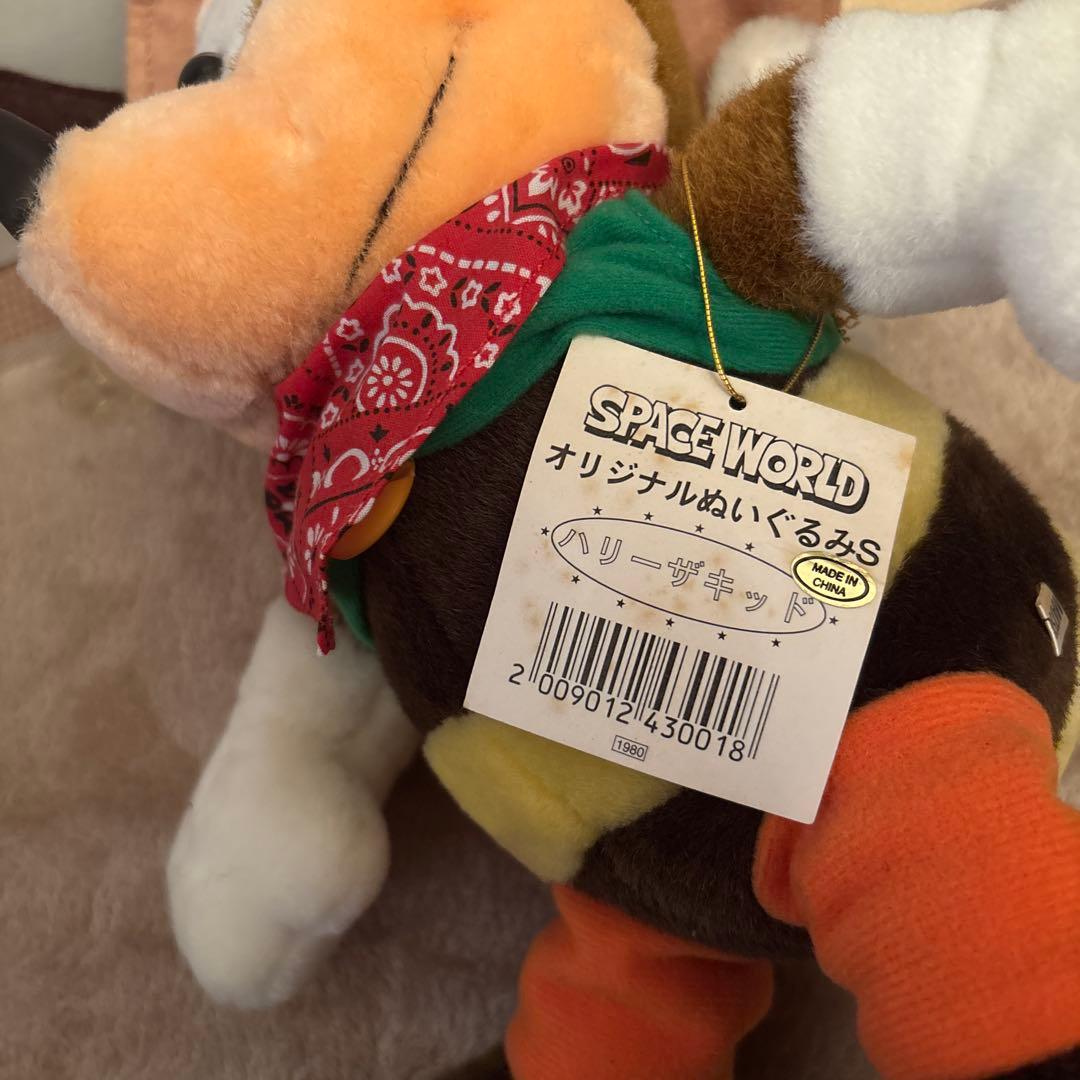 SPACE WORLD
オリジナルぬいぐるみS
ハリーザキッド
MADE IN
CHINA
2 009012 430018
1980